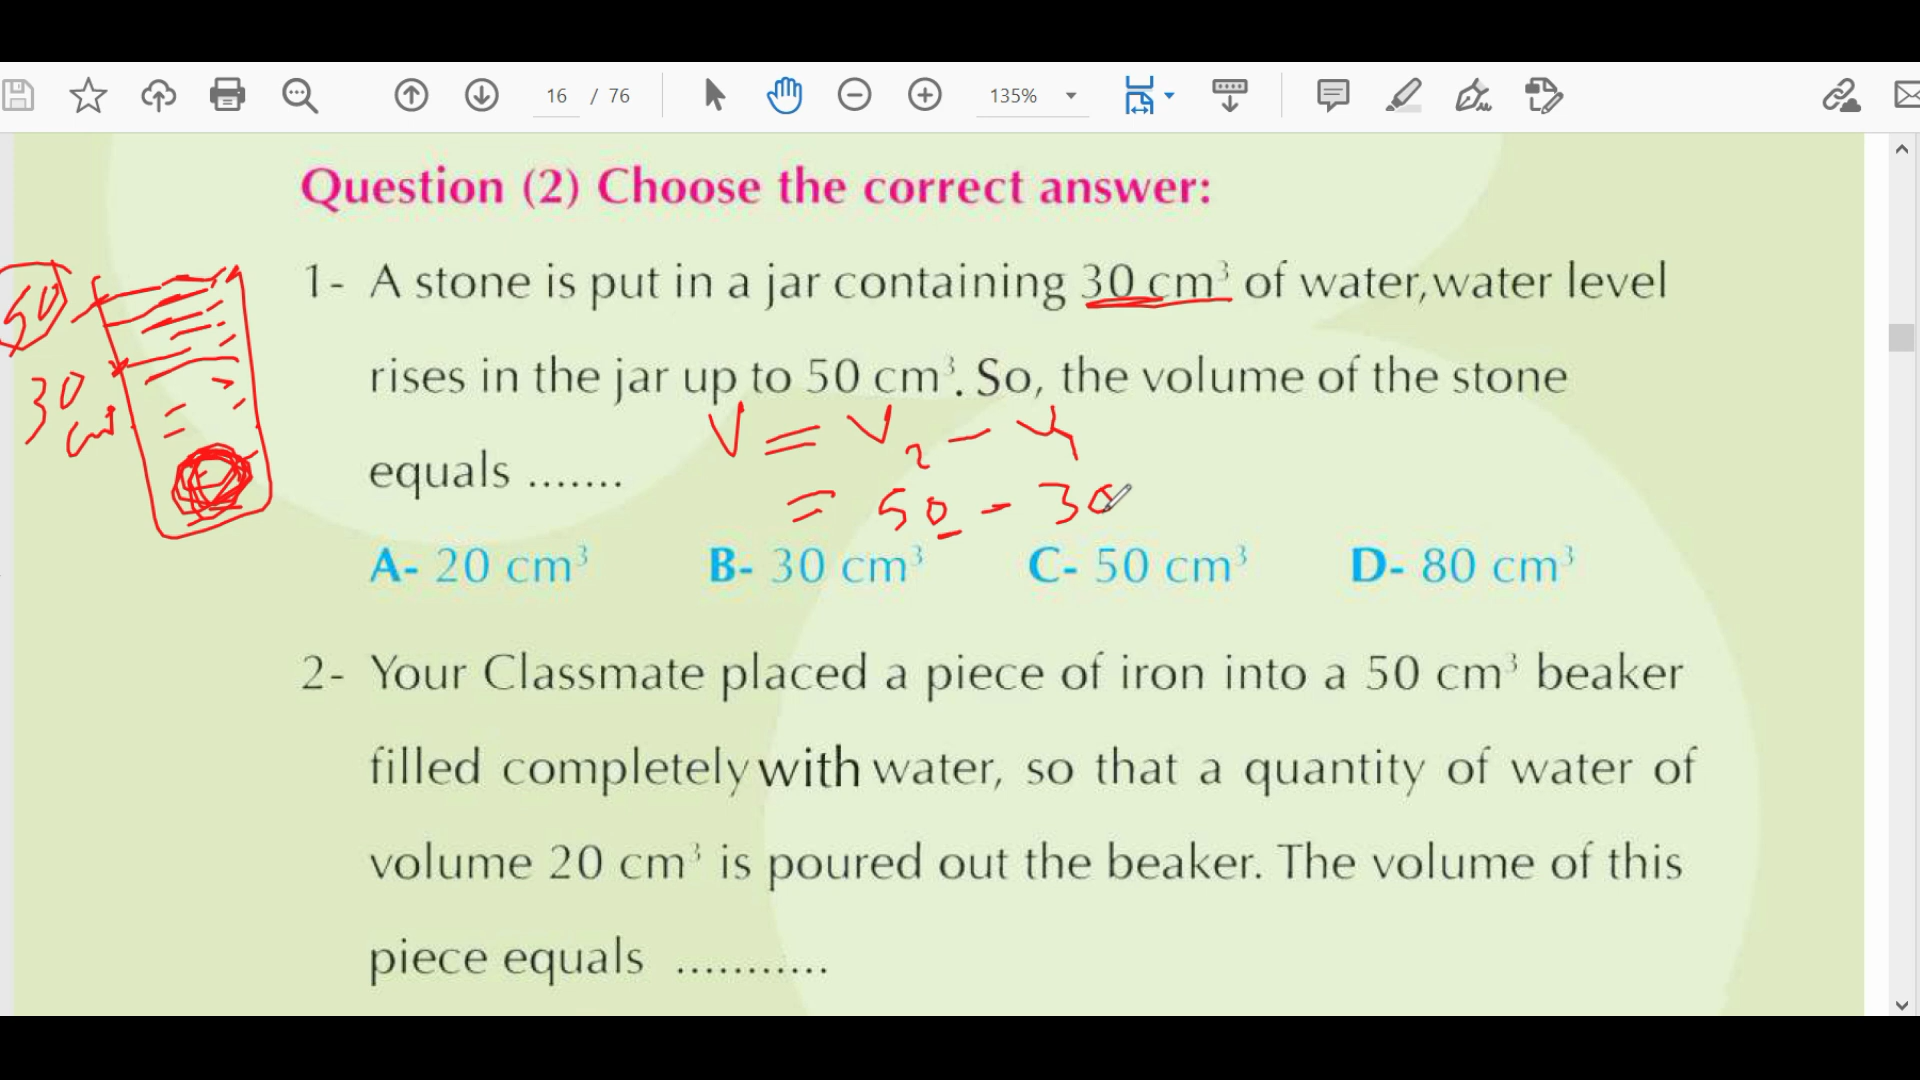 16 / 76
135%
Question (2) Choose the correct answer:
1- A stone is put in a jar containing 30 cm³ of water,water level
rises in the jar up to 50 cm³. So, the volume of the stone
equals .......
V = V₂ - V₁
= 50 - 30
50
30
cm³
A- 20 cm³ B- 30 cm³ C- 50 cm³ D- 80 cm³
2- Your Classmate placed a piece of iron into a 50 cm³ beaker
filled completely with water, so that a quantity of water of
volume 20 cm³ is poured out the beaker. The volume of this
piece equals ...........